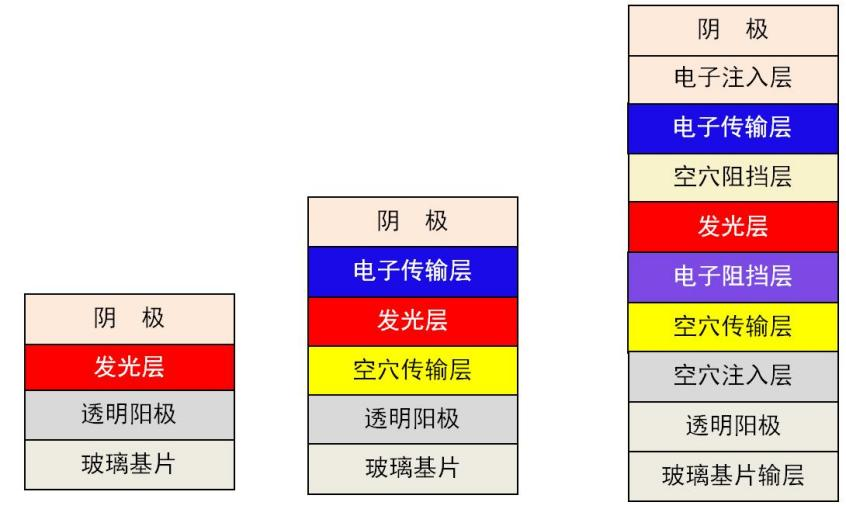 阴 极
发光层
透明阳极
玻璃基片
阴 极
电子传输层
发光层
空穴传输层
透明阳极
玻璃基片
阴 极
电子注入层
电子传输层
空穴阻挡层
发光层
电子阻挡层
空穴传输层
空穴注入层
透明阳极
玻璃基片输层